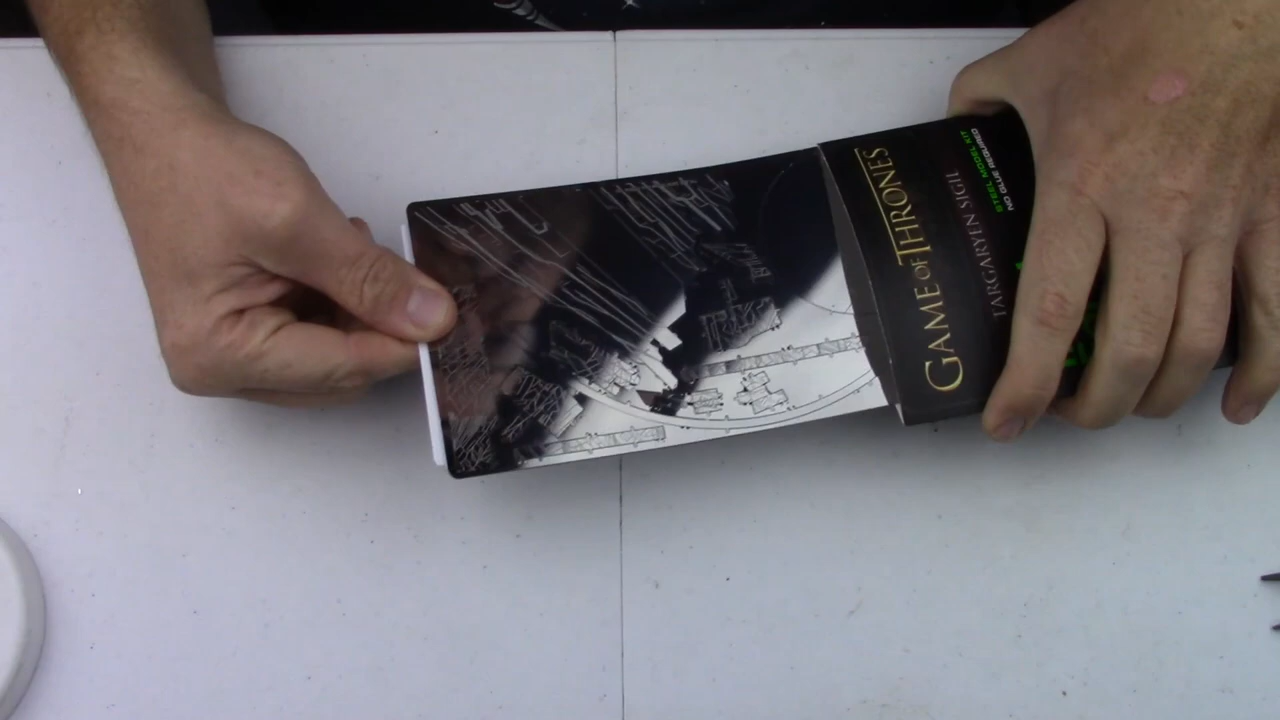 GAME OF THRONES
TARGARYEN SIGIL
STEEL MODEL KIT
NO GLUE REQUIRED